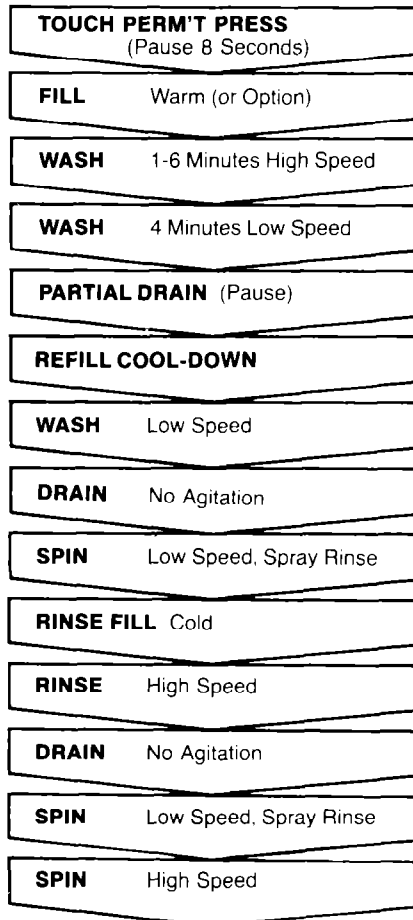 TOUCH PERM'T PRESS
(Pause 8 Seconds)
FILL Warm (or Option)
WASH 1-6 Minutes High Speed
WASH 4 Minutes Low Speed
PARTIAL DRAIN (Pause)
REFILL COOL-DOWN
WASH Low Speed
DRAIN No Agitation
SPIN Low Speed, Spray Rinse
RINSE FILL Cold
RINSE High Speed
DRAIN No Agitation
SPIN Low Speed, Spray Rinse
SPIN High Speed